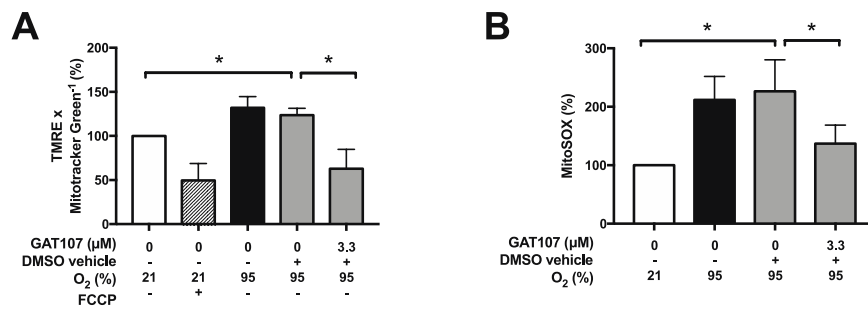 A
TMRE x
Mitotracker Green⁻¹ (%)
200
150
100
50
0
*
*
GAT107 (µM) 0 0 0 0 3.3
DMSO vehicle - - - + +
O₂ (%) 21 21 95 95 95
FCCP - + - - -
B
MitoSOX (%)
300
200
100
0
*
*
GAT107 (µM) 0 0 0 3.3
DMSO vehicle - - + +
O₂ (%) 21 95 95 95